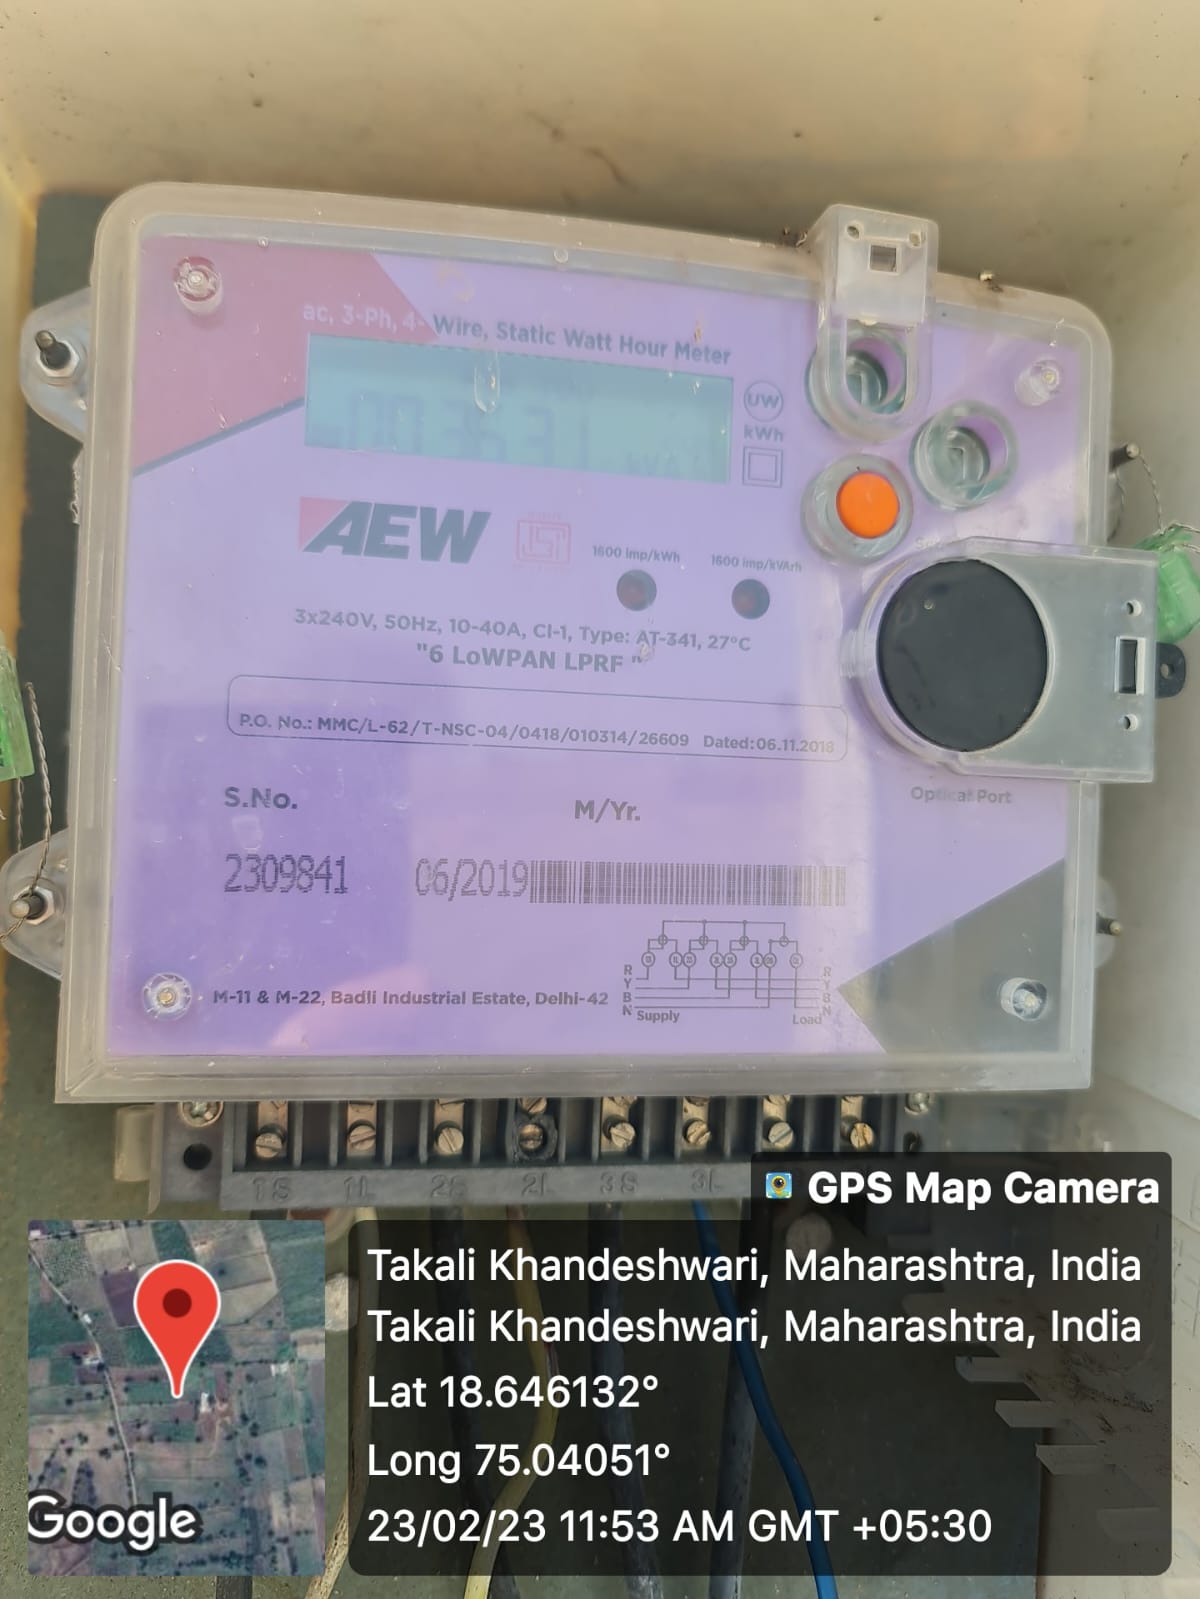 ac, 3-Ph, 4- Wire, Static Watt Hour Meter
UW
kWh
AEW
ISI
1600 imp/kWh 1600 imp/kVArh
3x240V, 50Hz, 10-40A, Cl-1, Type: AT-341, 27°C
"6 LoWPAN LPRF "
P.O. No.: MMC/L-62/T-NSC-04/0418/010314/26609 Dated:06.11.2018
Optical Port
S.No. M/Yr.
2309841 06/2019
R
Y
B
N
Supply
R
Y
B
N
Load
M-11 & M-22, Badli Industrial Estate, Delhi-42
1S 1L 2S 2L 3S 3L
GPS Map Camera
Takali Khandeshwari, Maharashtra, India
Takali Khandeshwari, Maharashtra, India
Lat 18.646132°
Long 75.04051°
23/02/23 11:53 AM GMT +05:30
Google